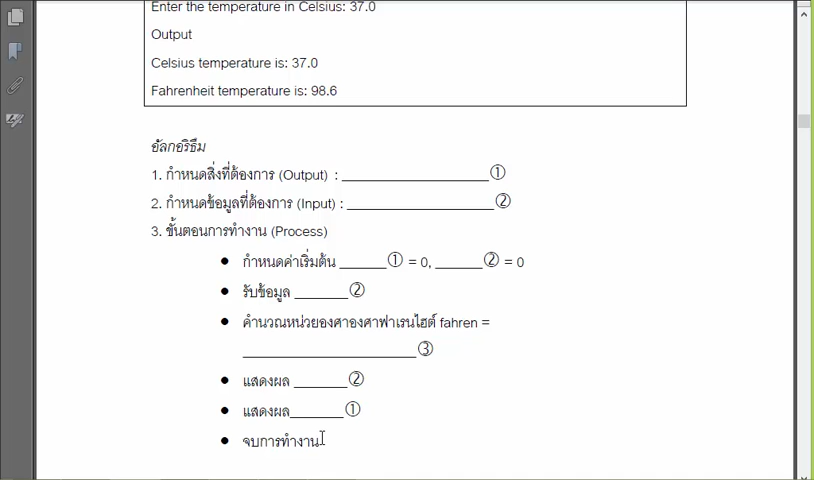 Enter the temperature in Celsius: 37.0
Output
Celsius temperature is: 37.0
Fahrenheit temperature is: 98.6
อัลกอริธึม
1. กำหนดสิ่งที่ต้องการ (Output) : ____________________①
2. กำหนดข้อมูลที่ต้องการ (Input) : ____________________②
3. ขั้นตอนการทำงาน (Process)
● กำหนดค่าเริ่มต้น ______① = 0, ______② = 0
● รับข้อมูล _______②
● คำนวณหน่วยองศาองศาฟาเรนไฮต์ fahren =
_______________________③
● แสดงผล _______②
● แสดงผล_______①
● จบการทำงาน